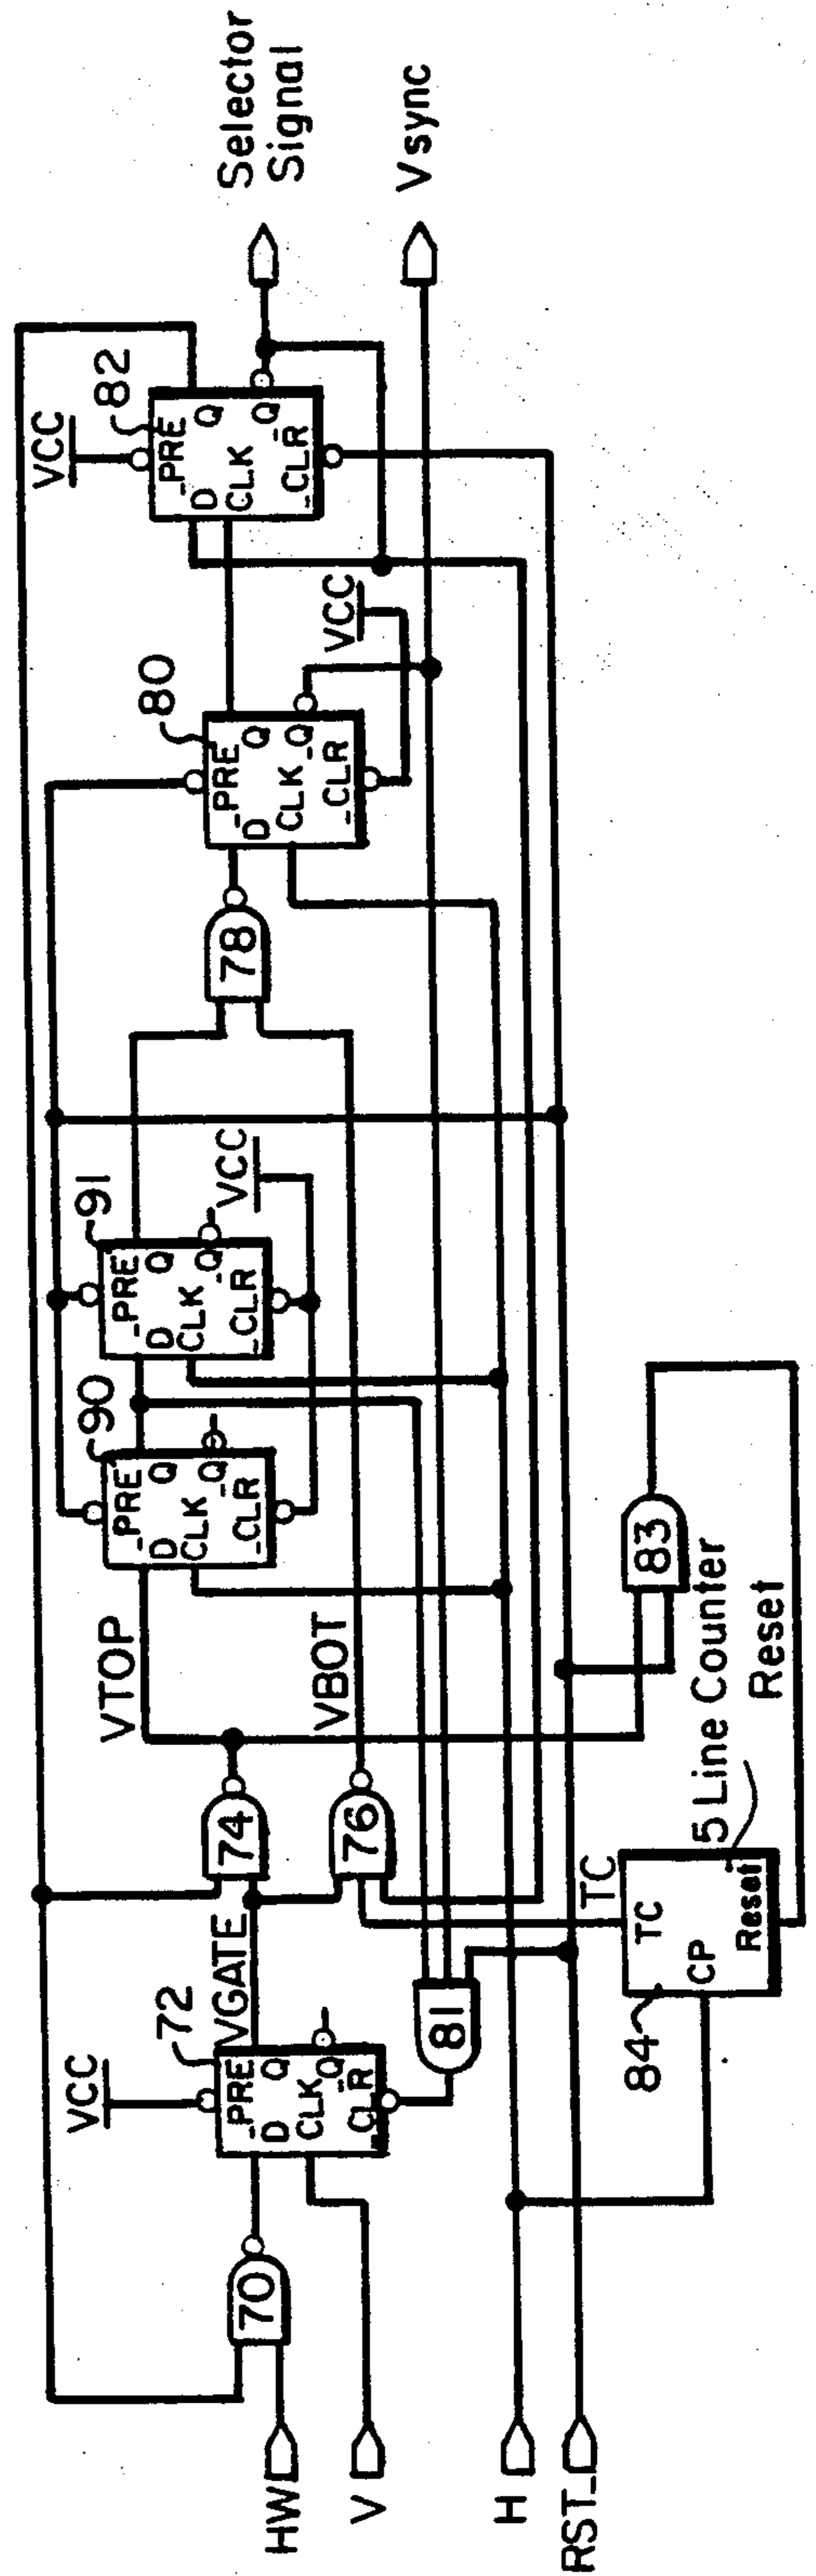 HW
V
H
RST_
70
VCC
72
_PRE
D
Q
CLK
_Q
_CLR
VGATE
81
74
76
VTOP
VBOT
84
TC
CP
Reset
TC
5 Line Counter
Reset
83
90
_PRE
D
Q
CLK
_Q
_CLR
91
_PRE
D
Q
CLK
_Q
_CLR
VCC
78
80
_PRE
D
Q
CLK
_Q
_CLR
VCC
VCC
82
_PRE
D
Q
CLK
_Q
_CLR
Selector
Signal
Vsync